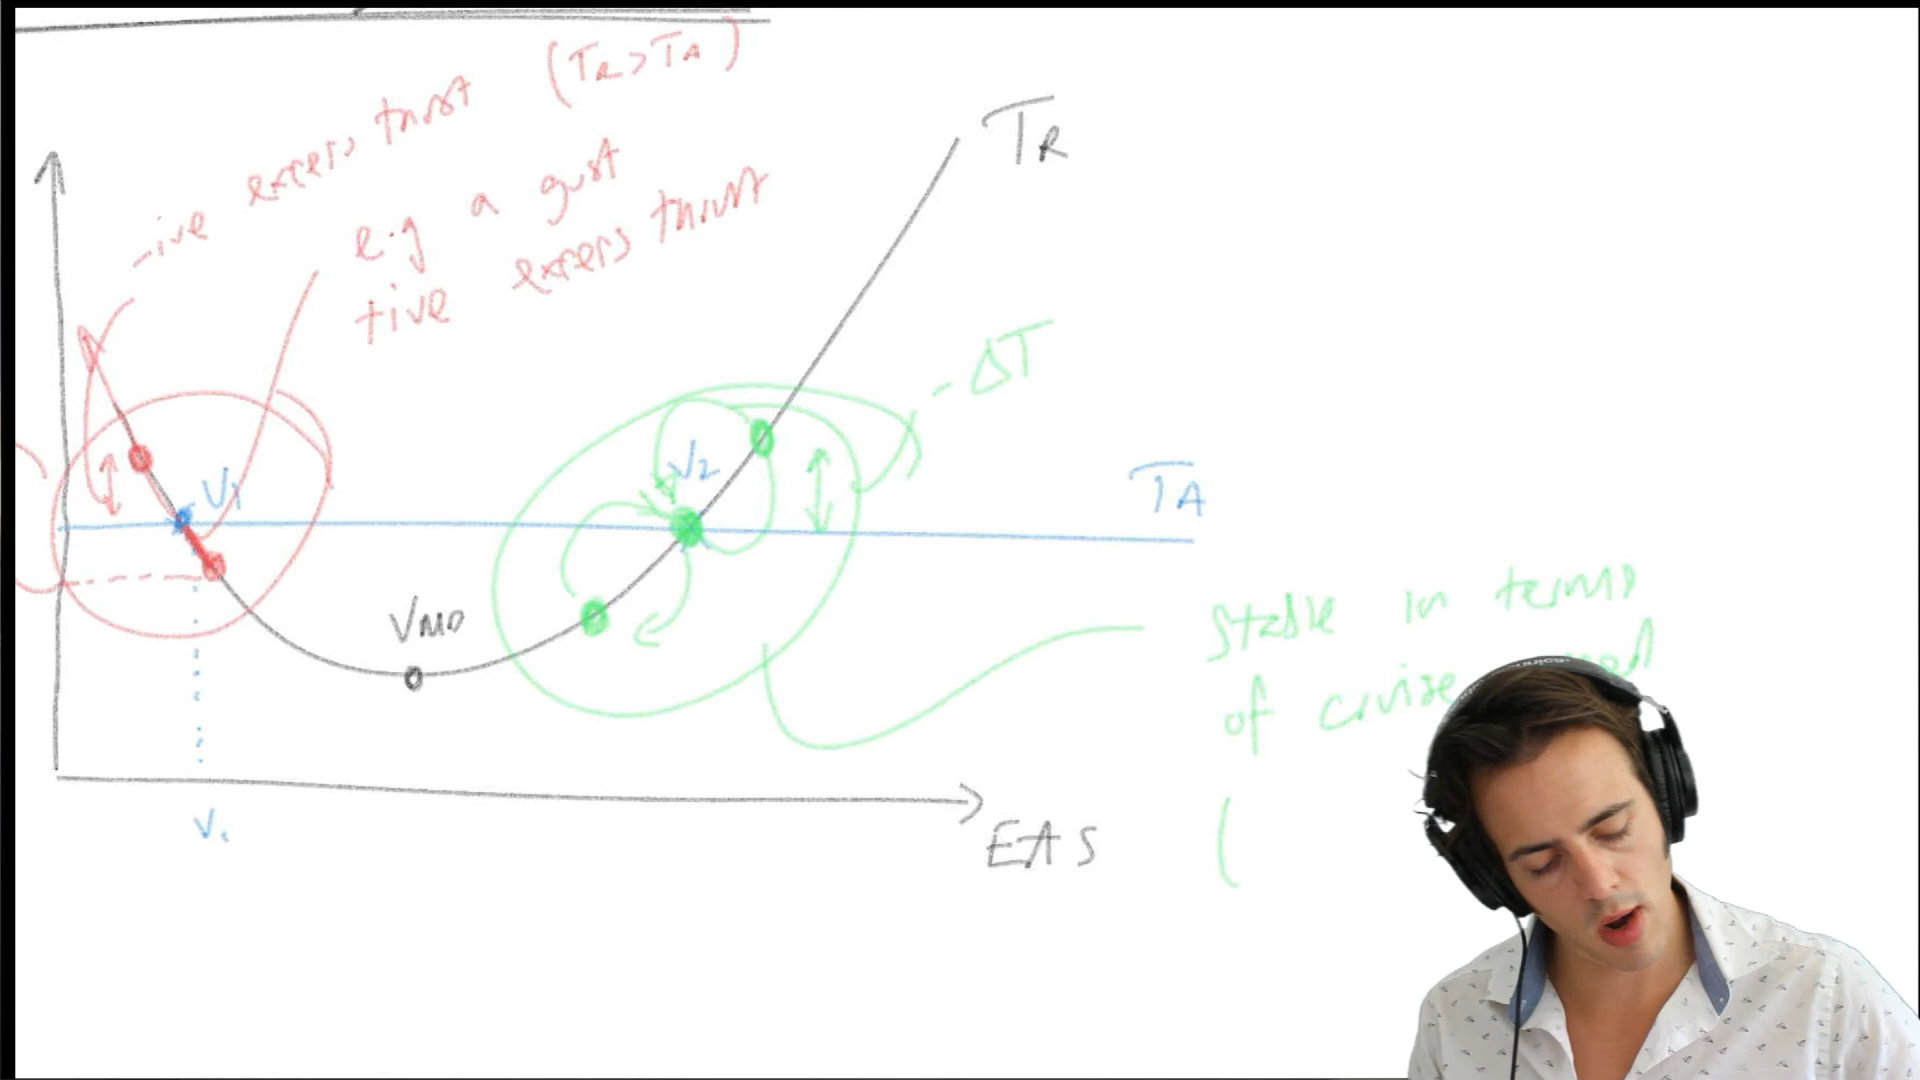 (TR > TA)
-ive excess thrust
e.g a gust
+ive excess thrust
TR
-ΔT
V1
V2
TA
VMD
Stable in terms
of cruise
V1
EAS
(